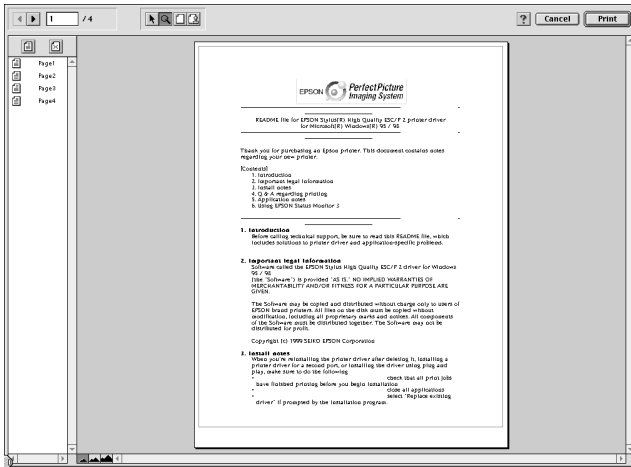 1 / 4
? Cancel Print
Page1
Page2
Page3
Page4
EPSON PerfectPicture
Imaging System
README file for EPSON Stylus(R) High Quality ESC/P 2 printer driver
for Microsoft(R) Windows(R) 95 / 98
Thank you for purchasing an Epson printer. This document contains notes
regarding your new printer.
[Contents]
1. Introduction
2. Important legal information
3. Install notes
4. Q & A regarding printing
5. Application notes
6. Using EPSON Status Monitor 3
1. Introduction
Before calling technical support, be sure to read this README file, which
includes solutions to printer driver and application-specific problems.
2. Important legal information
Software called the EPSON Stylus High Quality ESC/P 2 driver for Windows
95 / 98
(the "Software") is provided "AS IS." NO IMPLIED WARRANTIES OF
MERCHANTABILITY AND/OR FITNESS FOR A PARTICULAR PURPOSE ARE
GIVEN.
The Software may be copied and distributed without charge only to users of
EPSON brand printers. All files on the disk must be copied without
modification, including all proprietary marks and notices. All components
of the Software must be distributed together. The Software may not be
distributed for profit.
Copyright (c) 1999 SEIKO EPSON Corporation
3. Install notes
When you're reinstalling the printer driver after deleting it, installing a
printer driver for a second port, or installing the driver using plug and
play, make sure to do the following
- check that all print jobs
have finished printing before you begin installation
- close all applications
- select "Replace existing
driver" if prompted by the installation program.